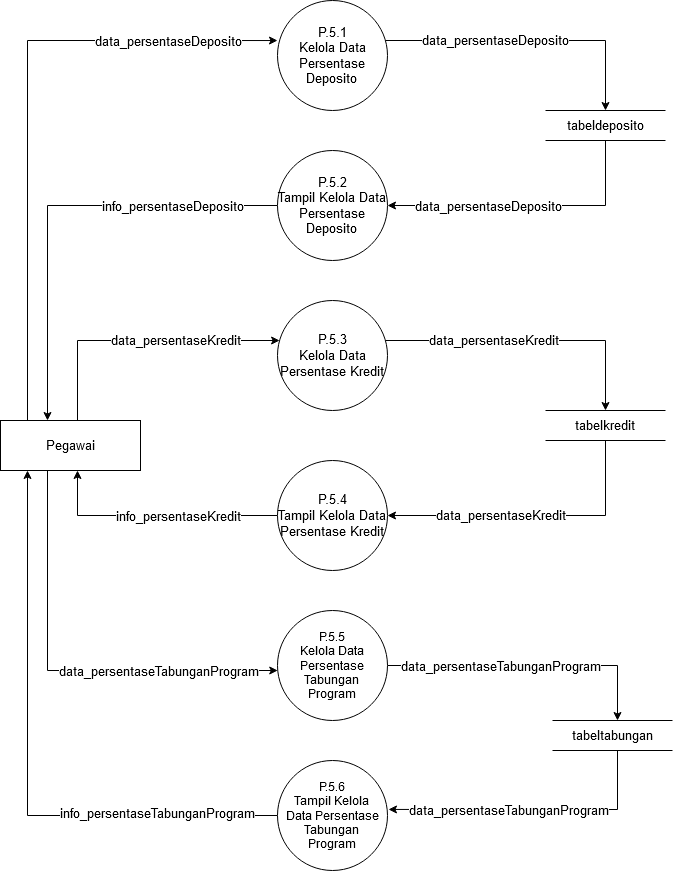 P.5.1
Kelola Data
Persentase
Deposito
data_persentaseDeposito
data_persentaseDeposito
tabeldeposito
P.5.2
Tampil Kelola Data
Persentase
Deposito
info_persentaseDeposito
data_persentaseDeposito
P.5.3
Kelola Data
Persentase Kredit
data_persentaseKredit
data_persentaseKredit
tabelkredit
Pegawai
P.5.4
Tampil Kelola Data
Persentase Kredit
info_persentaseKredit
data_persentaseKredit
P.5.5
Kelola Data
Persentase
Tabungan
Program
data_persentaseTabunganProgram
data_persentaseTabunganProgram
tabeltabungan
P.5.6
Tampil Kelola
Data Persentase
Tabungan
Program
info_persentaseTabunganProgram
data_persentaseTabunganProgram